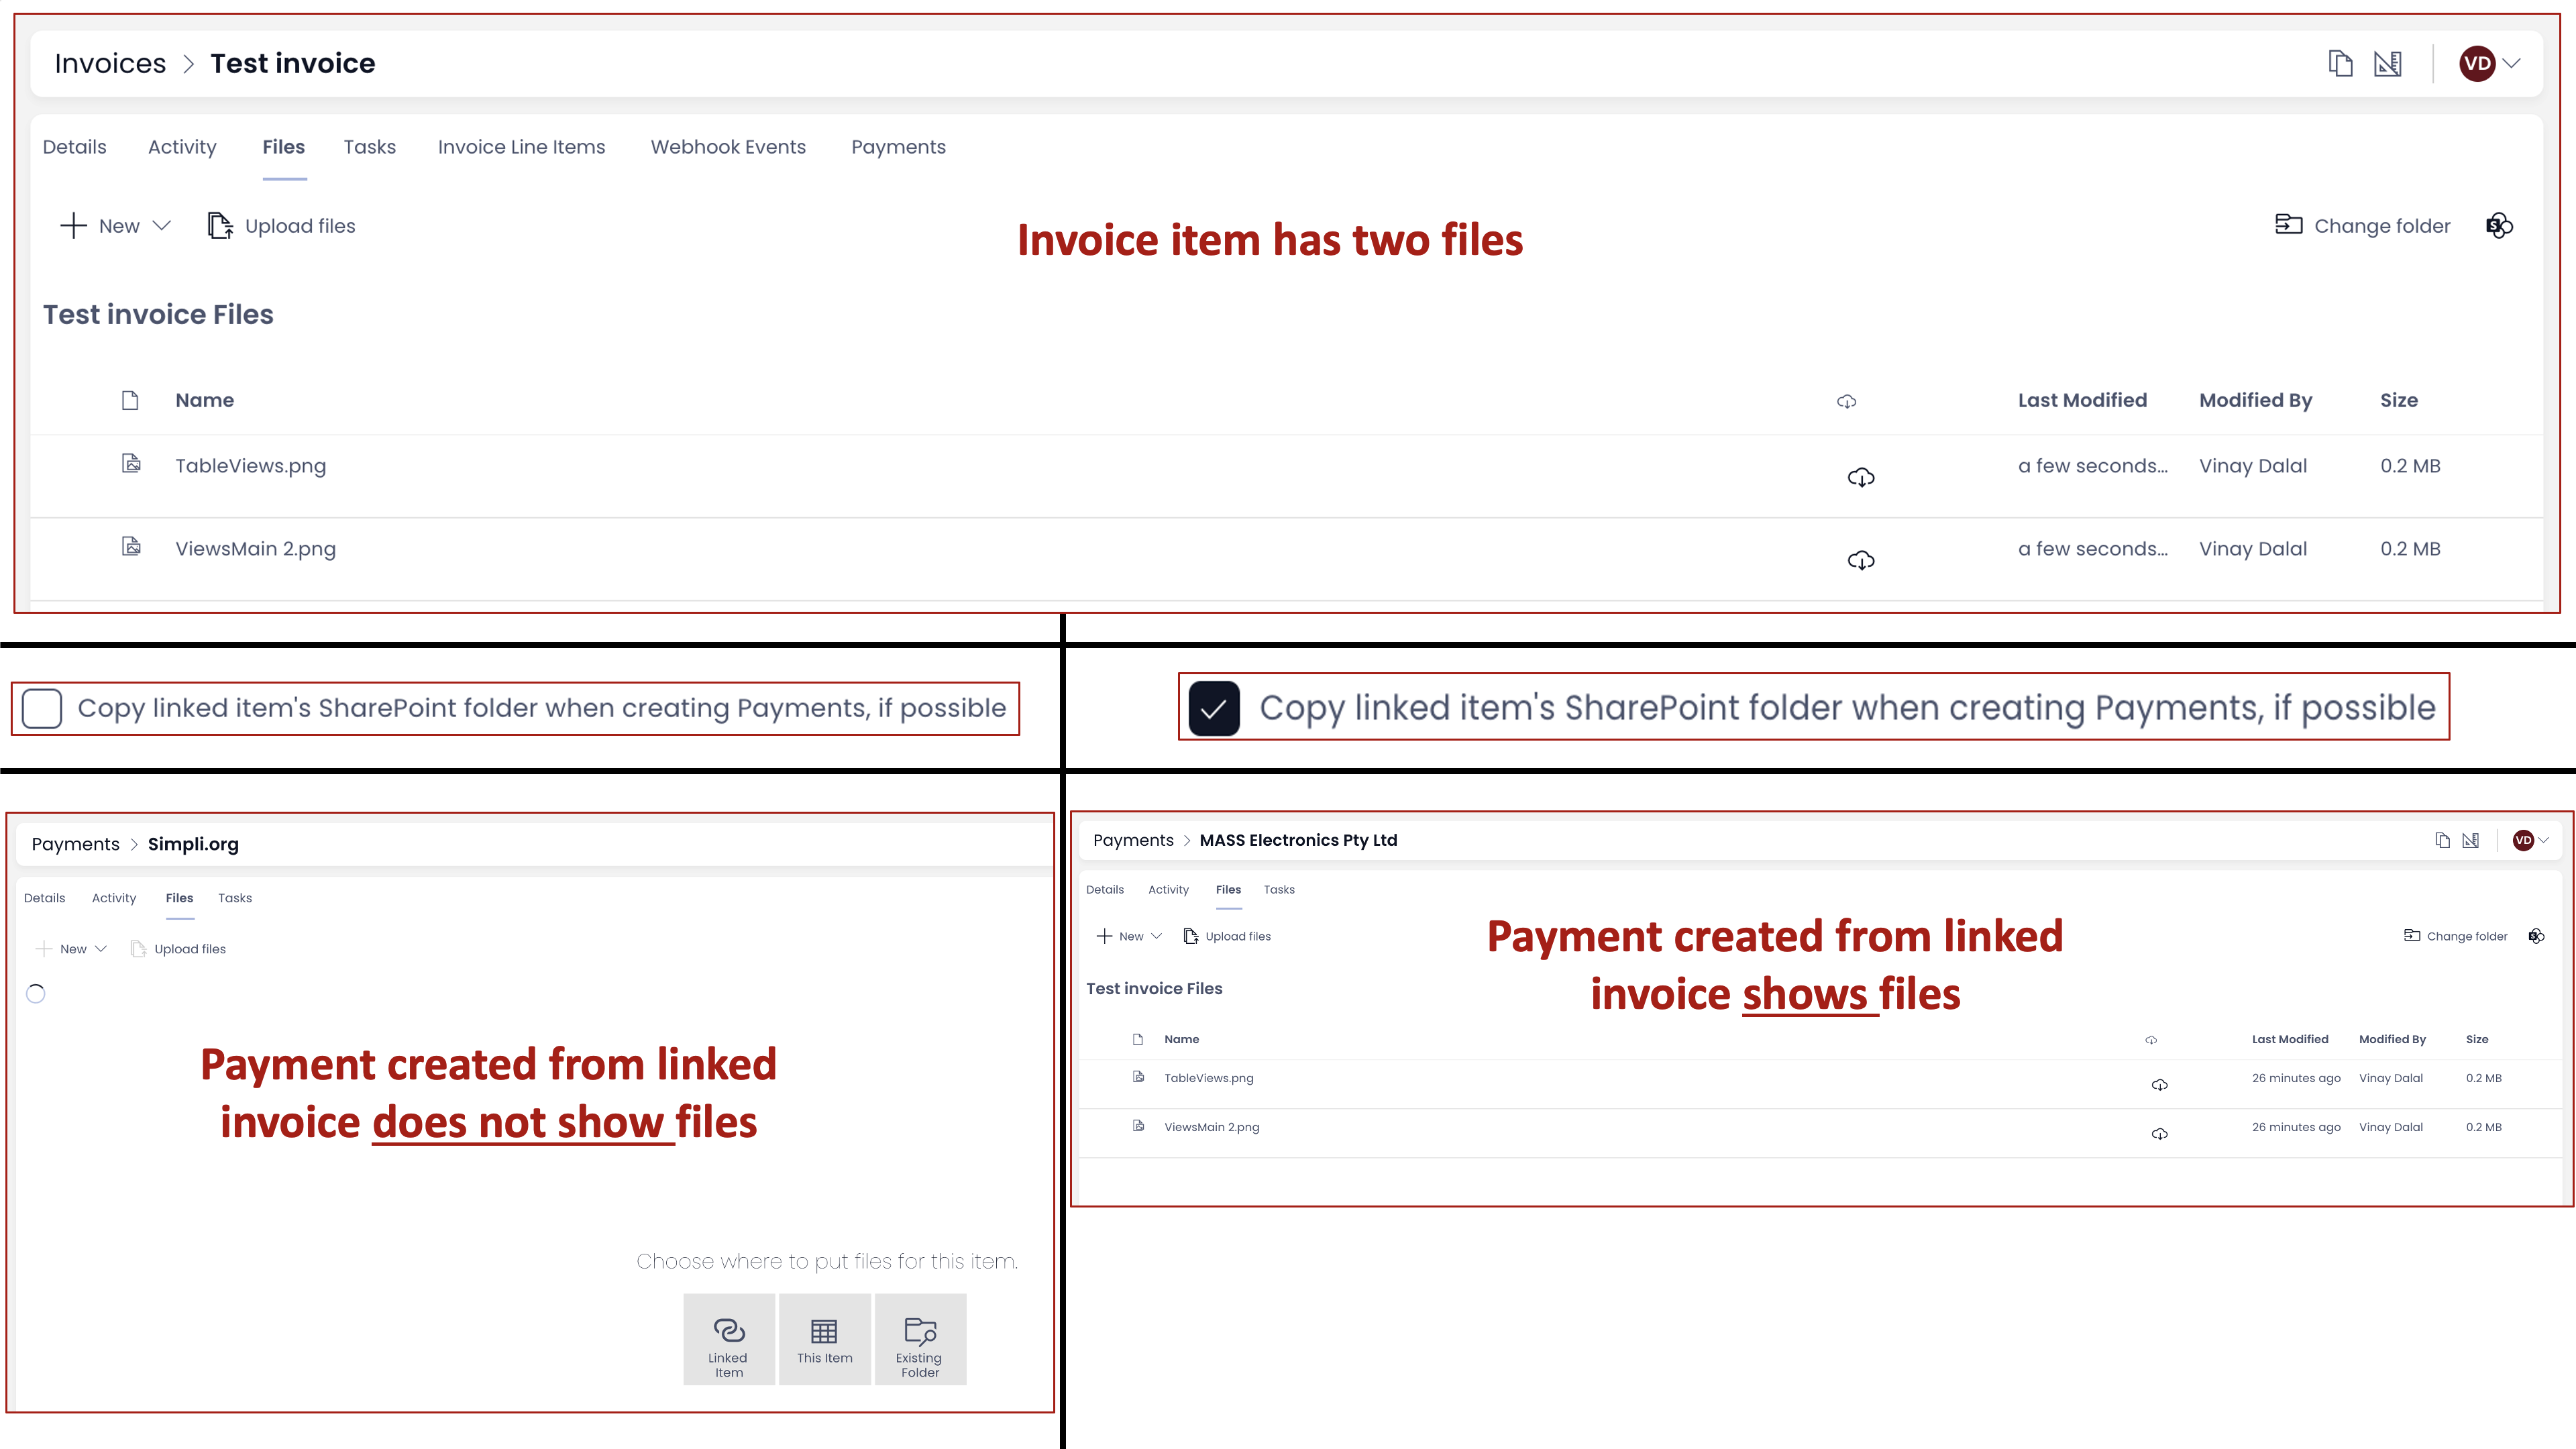 Invoices > Test invoice
VD
Details Activity Files Tasks Invoice Line Items Webhook Events Payments
New Upload files
Change folder
Invoice item has two files
Test invoice Files
Name Last Modified Modified By Size
TableViews.png a few seconds... Vinay Dalal 0.2 MB
ViewsMain 2.png a few seconds... Vinay Dalal 0.2 MB
Copy linked item's SharePoint folder when creating Payments, if possible
Copy linked item's SharePoint folder when creating Payments, if possible
Payments > Simpli.org
Details Activity Files Tasks
New Upload files
Payment created from linked
invoice does not show files
Choose where to put files for this item.
Linked
Item
This Item
Existing
Folder
Payments > MASS Electronics Pty Ltd
VD
Details Activity Files Tasks
New Upload files
Change folder
Payment created from linked
invoice shows files
Test invoice Files
Name Last Modified Modified By Size
TableViews.png 26 minutes ago Vinay Dalal 0.2 MB
ViewsMain 2.png 26 minutes ago Vinay Dalal 0.2 MB